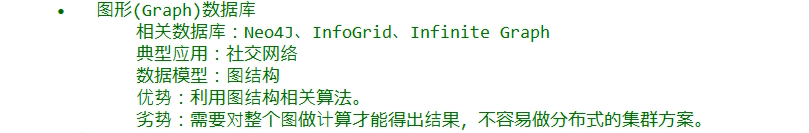 • 图形(Graph)数据库
相关数据库：Neo4J、InfoGrid、Infinite Graph
典型应用：社交网络
数据模型：图结构
优势：利用图结构相关算法。
劣势：需要对整个图做计算才能得出结果，不容易做分布式的集群方案。